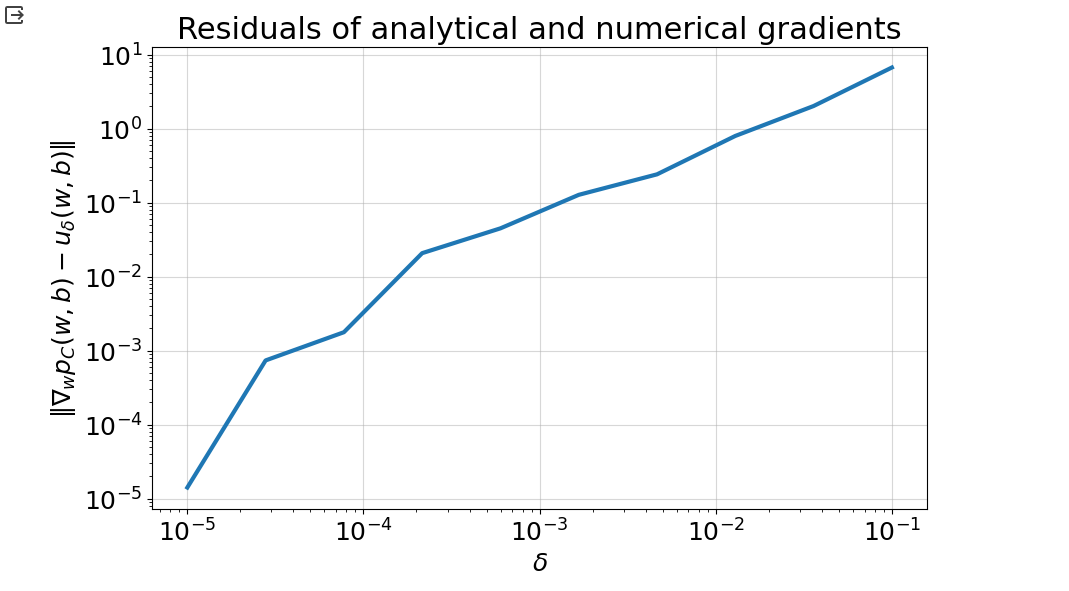 Residuals of analytical and numerical gradients
‖∇_w p_C(w, b) − u_δ(w, b)‖
10^1
10^0
10^−1
10^−2
10^−3
10^−4
10^−5
10^−5 10^−4 10^−3 10^−2 10^−1
δ